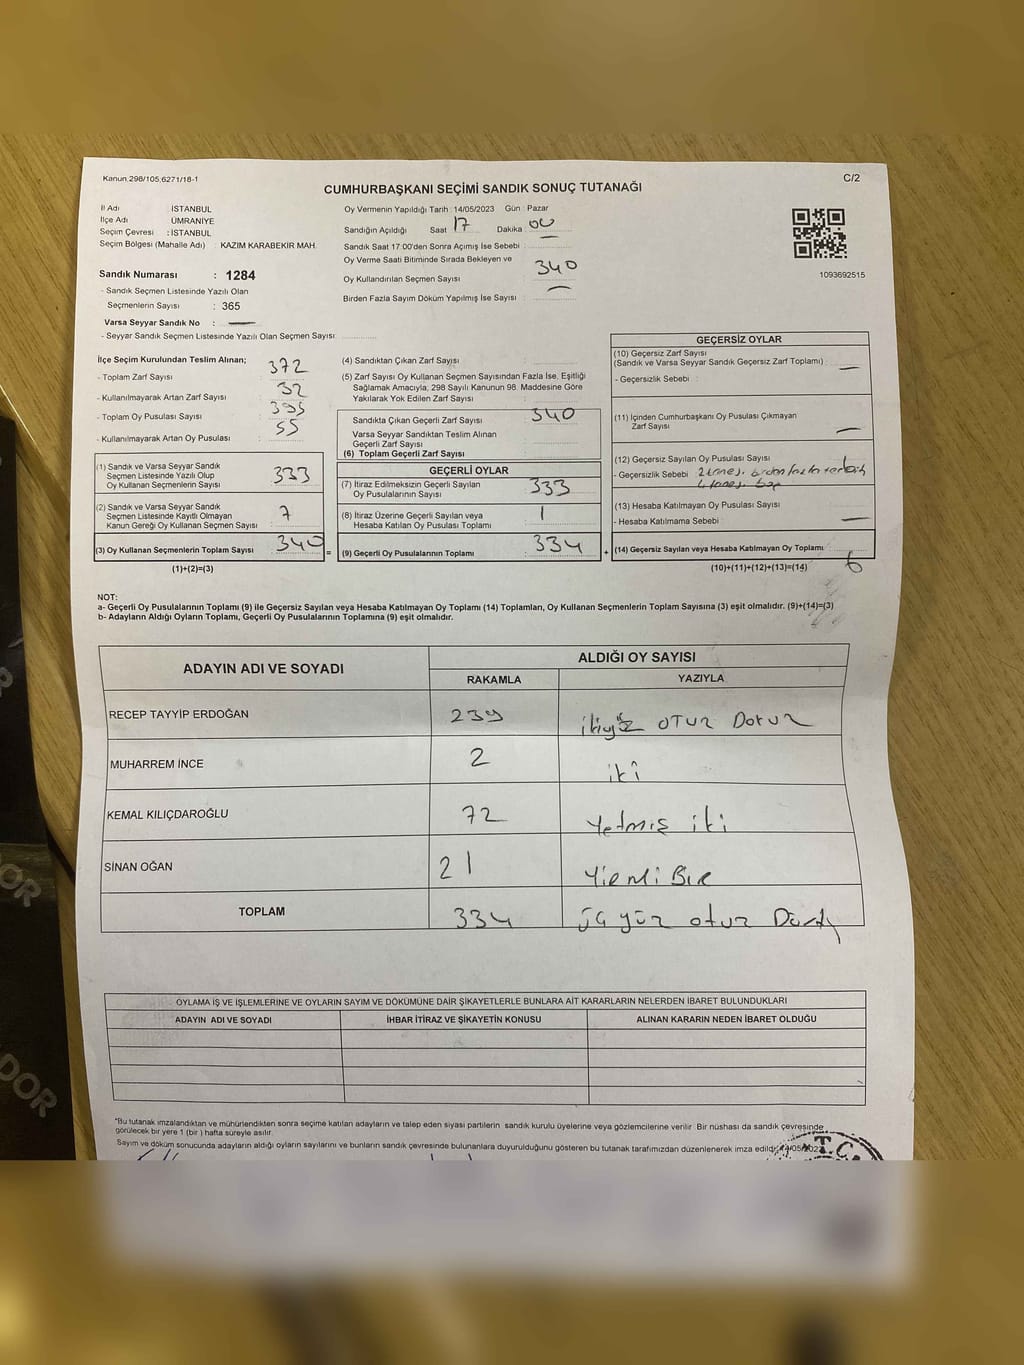 Kanun 298/105,6271/18-1
C/2
CUMHURBAŞKANI SEÇİMİ SANDIK SONUÇ TUTANAĞI
İl Adı : İSTANBUL
İlçe Adı : ÜMRANİYE
Seçim Çevresi : İSTANBUL
Seçim Bölgesi (Mahalle Adı) : KAZIM KARABEKİR MAH.
Sandık Numarası : 1284
- Sandık Seçmen Listesinde Yazılı Olan
Seçmenlerin Sayısı : 365
Varsa Seyyar Sandık No :
- Seyyar Sandık Seçmen Listesinde Yazılı Olan Seçmen Sayısı :
Oy Vermenin Yapıldığı Tarih : 14/05/2023 Gün : Pazar
Sandığın Açıldığı Saat 17 Dakika 00
Sandık Saat 17:00'den Sonra Açımış İse Sebebi :
Oy Verme Saati Bitiminde Sırada Bekleyen ve
Oy Kullandırılan Seçmen Sayısı : 340
Birden Fazla Sayım Döküm Yapılmış İse Sayısı :
1093692515
İlçe Seçim Kurulundan Teslim Alınan;
- Toplam Zarf Sayısı : 372
- Kullanılmayarak Artan Zarf Sayısı : 32
- Toplam Oy Pusulası Sayısı : 395
- Kullanılmayarak Artan Oy Pusulası : 55
(1) Sandık ve Varsa Seyyar Sandık
Seçmen Listesinde Yazılı Olup
Oy Kullanan Seçmenlerin Sayısı : 333
(2) Sandık ve Varsa Seyyar Sandık
Seçmen Listesinde Kayıtlı Olmayan
Kanun Gereği Oy Kullanan Seçmen Sayısı : 7
(3) Oy Kullanan Seçmenlerin Toplam Sayısı : 340 =
(1)+(2)=(3)
(4) Sandıktan Çıkan Zarf Sayısı :
(5) Zarf Sayısı Oy Kullanan Seçmen Sayısından Fazla İse, Eşitliği
Sağlamak Amacıyla, 298 Sayılı Kanunun 98. Maddesine Göre
Yakılarak Yok Edilen Zarf Sayısı :
Sandıkta Çıkan Geçerli Zarf Sayısı : 340
Varsa Seyyar Sandıktan Teslim Alınan
Geçerli Zarf Sayısı :
(6) Toplam Geçerli Zarf Sayısı :
GEÇERLİ OYLAR
(7) İtiraz Edilmeksizin Geçerli Sayılan
Oy Pusulalarının Sayısı : 333
(8) İtiraz Üzerine Geçerli Sayılan veya
Hesaba Katılan Oy Pusulası Toplamı : 1
(9) Geçerli Oy Pusulalarının Toplamı : 334 +
GEÇERSİZ OYLAR
(10) Geçersiz Zarf Sayısı
(Sandık ve Varsa Seyyar Sandık Geçersiz Zarf Toplamı) :
- Geçersizlik Sebebi :
(11) İçinden Cumhurbaşkanı Oy Pusulası Çıkmayan
Zarf Sayısı :
(12) Geçersiz Sayılan Oy Pusulası Sayısı :
- Geçersizlik Sebebi 2 tanesi birden fazla tercih
4 tanesi boş
(13) Hesaba Katılmayan Oy Pusulası Sayısı :
- Hesaba Katılmama Sebebi :
(14) Geçersiz Sayılan veya Hesaba Katılmayan Oy Toplamı : 6
(10)+(11)+(12)+(13)=(14)
NOT:
a- Geçerli Oy Pusulalarının Toplamı (9) ile Geçersiz Sayılan veya Hesaba Katılmayan Oy Toplamı (14) Toplamları, Oy Kullanan Seçmenlerin Toplam Sayısına (3) eşit olmalıdır. (9)+(14)=(3)
b- Adayların Aldığı Oyların Toplamı, Geçerli Oy Pusulalarının Toplamına (9) eşit olmalıdır.
ADAYIN ADI VE SOYADI
ALDIĞI OY SAYISI
RAKAMLA YAZIYLA
RECEP TAYYİP ERDOĞAN 239 ikiyüz OTUZ DOKUZ
MUHARREM İNCE 2 iki
KEMAL KILIÇDAROĞLU 72 Yetmiş iki
SİNAN OĞAN 21 YİRMİ BİR
TOPLAM 334 üç yüz otuz Dört
OYLAMA İŞ VE İŞLEMLERİNE VE OYLARIN SAYIM VE DÖKÜMÜNE DAİR ŞİKAYETLERLE BUNLARA AİT KARARLARIN NELERDEN İBARET BULUNDUKLARI
ADAYIN ADI VE SOYADI İHBAR İTİRAZ VE ŞİKAYETİN KONUSU ALINAN KARARIN NEDEN İBARET OLDUĞU
*Bu tutanak imzalandıktan ve mühürlendikten sonra seçime katılan adayların ve talep eden siyasi partilerin sandık kurulu üyelerine veya gözlemcilerine verilir. Bir nüshası da sandık çevresinde
görülecek bir yere 1 (bir) hafta süreyle asılır.
Sayım ve döküm sonucunda adayların aldığı oyların sayılarını ve bunların sandık çevresinde bulunanlara duyurulduğunu gösteren bu tutanak tarafımızdan düzenlenerek imza edildi.
T.C.
DOR